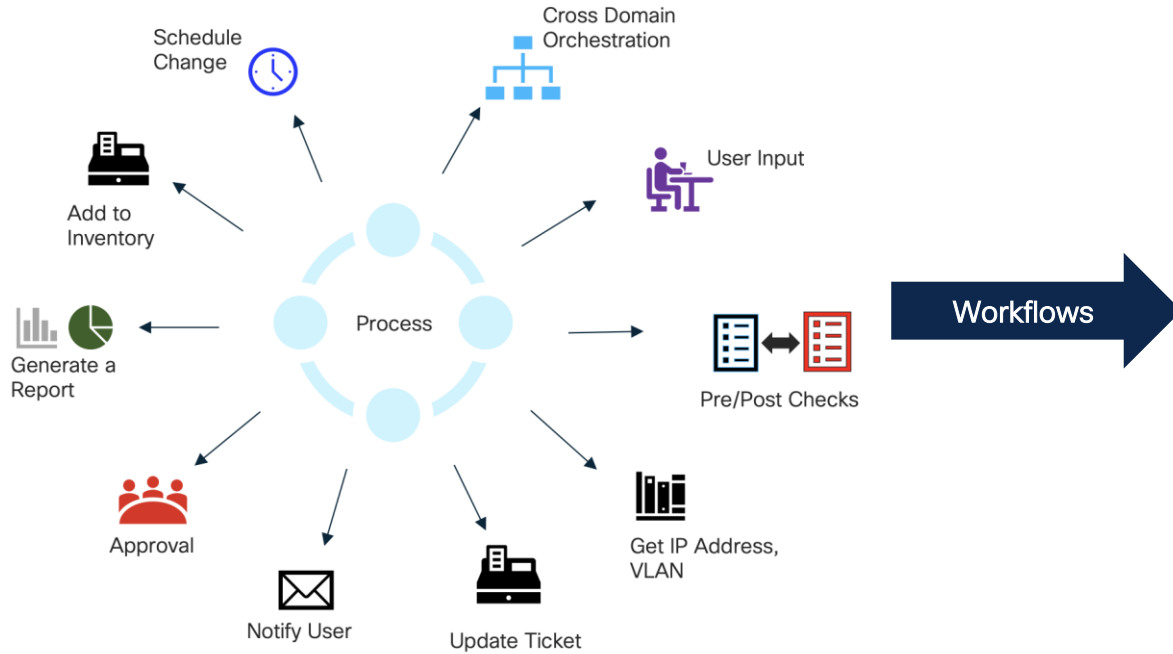 Schedule
Change
Cross Domain
Orchestration
User Input
Add to
Inventory
Process
Workflows
Generate a
Report
Pre/Post Checks
Approval
Get IP Address,
VLAN
Notify User
Update Ticket